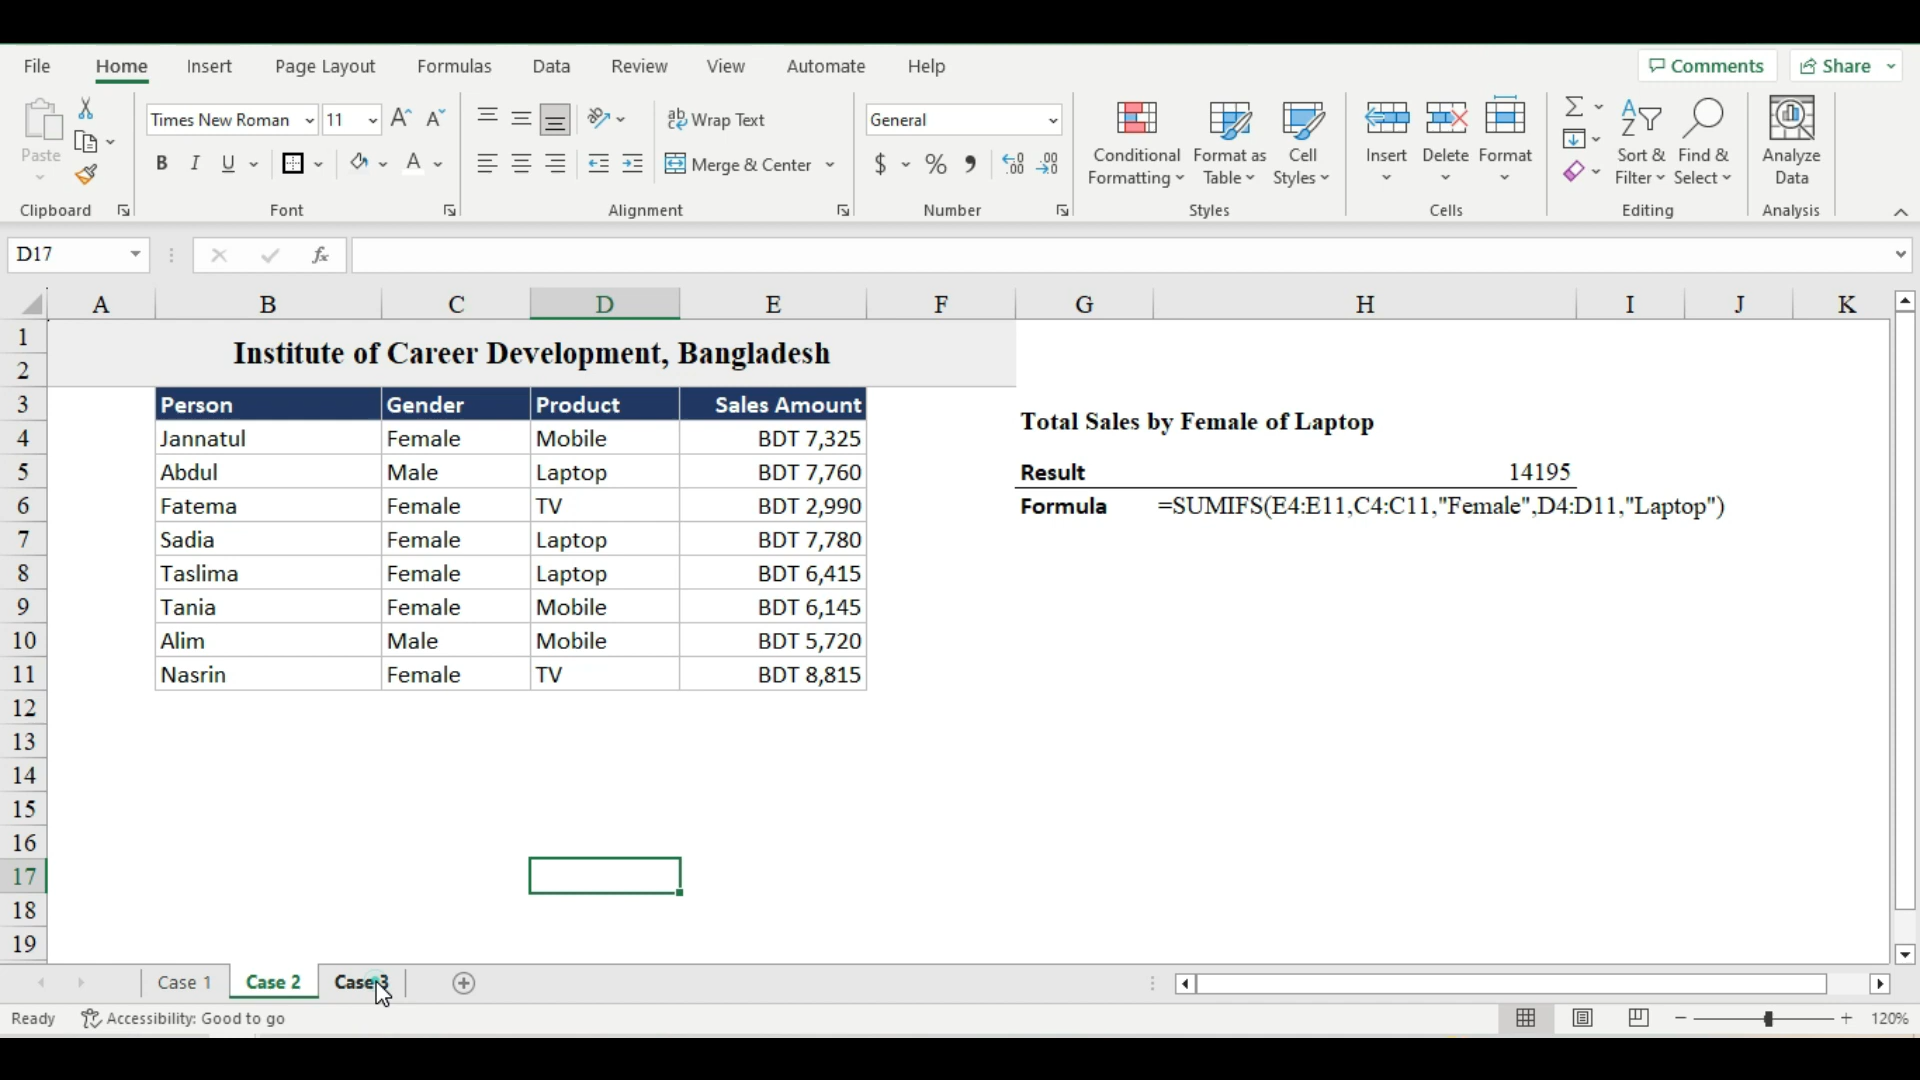 File Home Insert Page Layout Formulas Data Review View Automate Help Comments Share
Times New Roman 11 Wrap Text General
Paste B I U A Merge & Center $ % Conditional Formatting Format as Table Cell Styles Insert Delete Format Sort & Filter Find & Select Analyze Data
Clipboard Font Alignment Number Styles Cells Editing Analysis
D17 fx
A B C D E F G H I J K
1 Institute of Career Development, Bangladesh
2
3 Person Gender Product Sales Amount
Total Sales by Female of Laptop
4 Jannatul Female Mobile BDT 7,325
5 Abdul Male Laptop BDT 7,760 Result 14195
6 Fatema Female TV BDT 2,990 Formula =SUMIFS(E4:E11,C4:C11,"Female",D4:D11,"Laptop")
7 Sadia Female Laptop BDT 7,780
8 Taslima Female Laptop BDT 6,415
9 Tania Female Mobile BDT 6,145
10 Alim Male Mobile BDT 5,720
11 Nasrin Female TV BDT 8,815
12
13
14
15
16
17
18
19
Case 1 Case 2 Case 3
Ready Accessibility: Good to go 120%